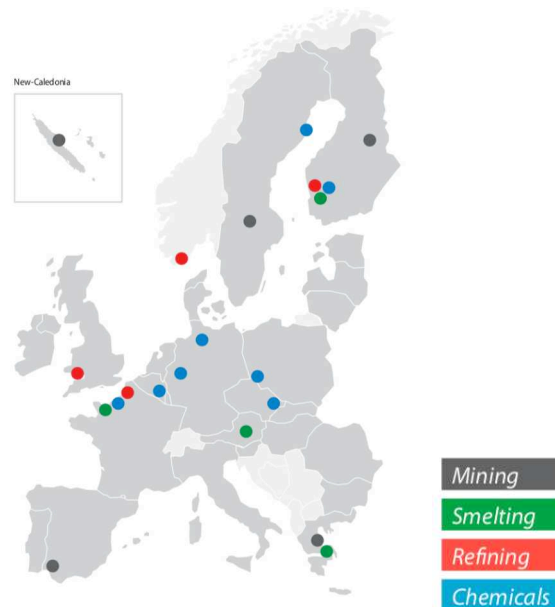 New-Caledonia
Mining
Smelting
Refining
Chemicals